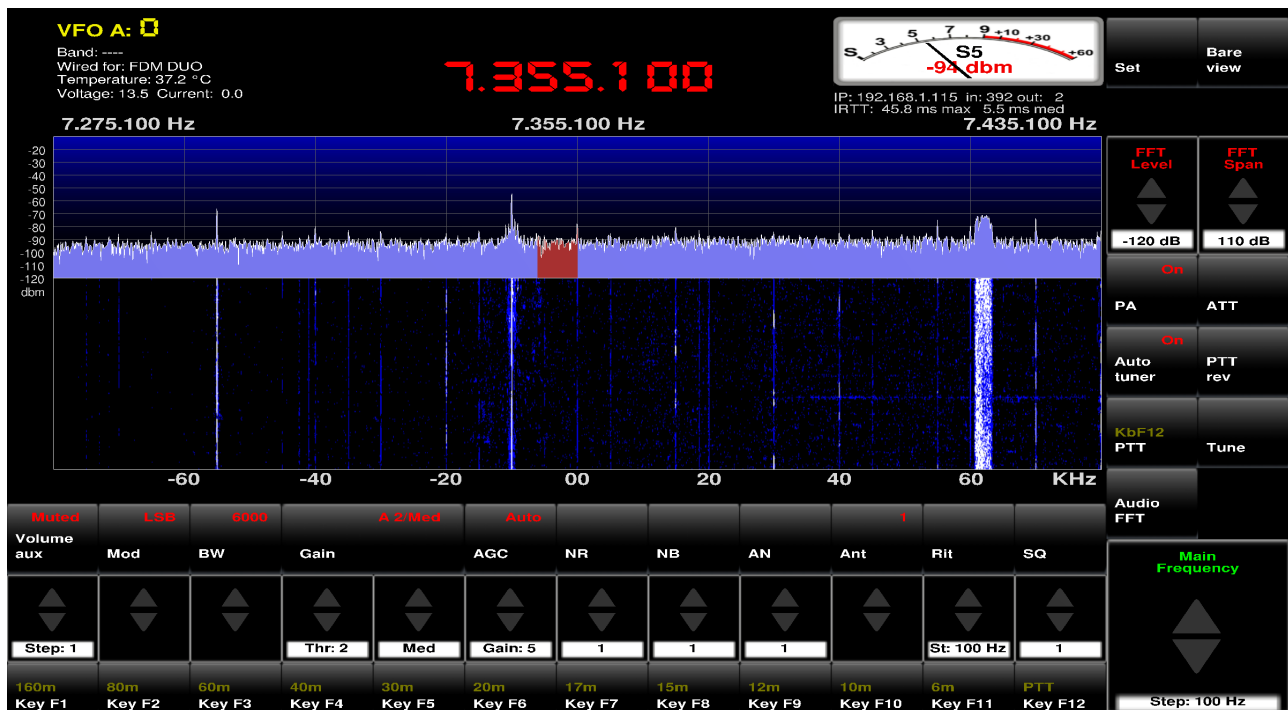 VFO A: 0
Band: ----
Wired for: FDM DUO
Temperature: 37.2 °C
Voltage: 13.5 Current: 0.0
7.355.100
S 3 5 7 9 +10 +30 +60
S5
-94 dbm
IP: 192.168.1.115 in: 392 out: 2
IRTT: 45.8 ms max 5.5 ms med
Set
Bare
view
7.275.100 Hz 7.355.100 Hz 7.435.100 Hz
-20
-30
-40
-50
-60
-70
-80
-90
-100
-110
-120
dbm
-60 -40 -20 00 20 40 60 KHz
FFT
Level
-120 dB
FFT
Span
110 dB
On
PA
ATT
On
Auto
tuner
PTT
rev
KbF12
PTT
Tune
Audio
FFT
Muted LSB 6000 A 2/Med Auto 1
Volume
aux Mod BW Gain AGC NR NB AN Ant Rit SQ
Step: 1 Thr: 2 Med Gain: 5 1 1 1 St: 100 Hz 1
160m 80m 60m 40m 30m 20m 17m 15m 12m 10m 6m PTT
Key F1 Key F2 Key F3 Key F4 Key F5 Key F6 Key F7 Key F8 Key F9 Key F10 Key F11 Key F12
Main
Frequency
Step: 100 Hz